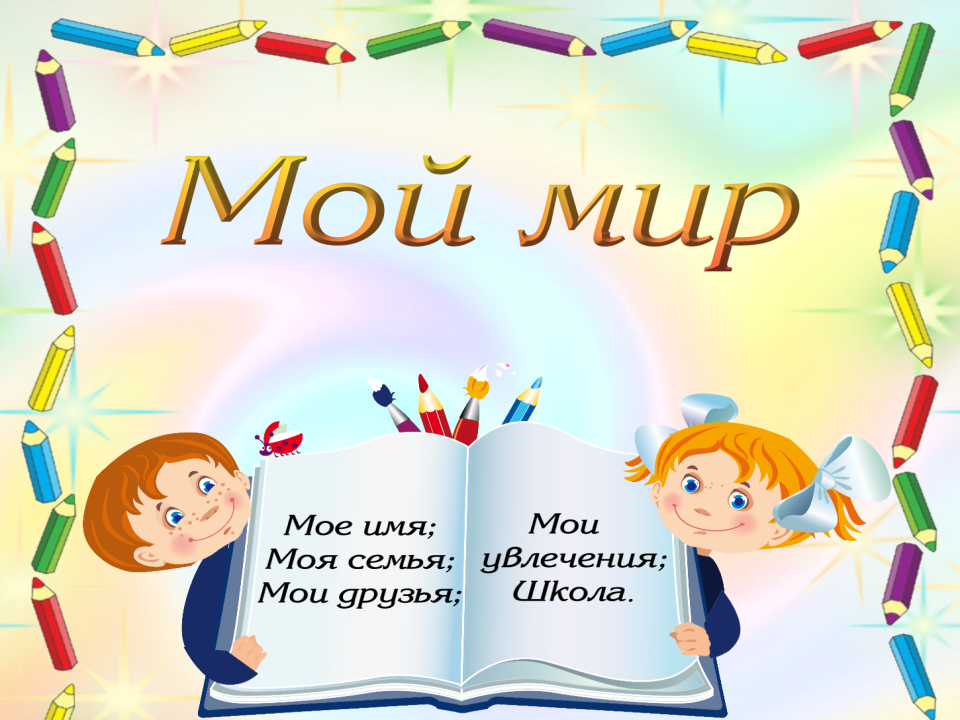 Мой мир
Мое имя;
Моя семья;
Мои друзья;
Мои
увлечения;
Школа.